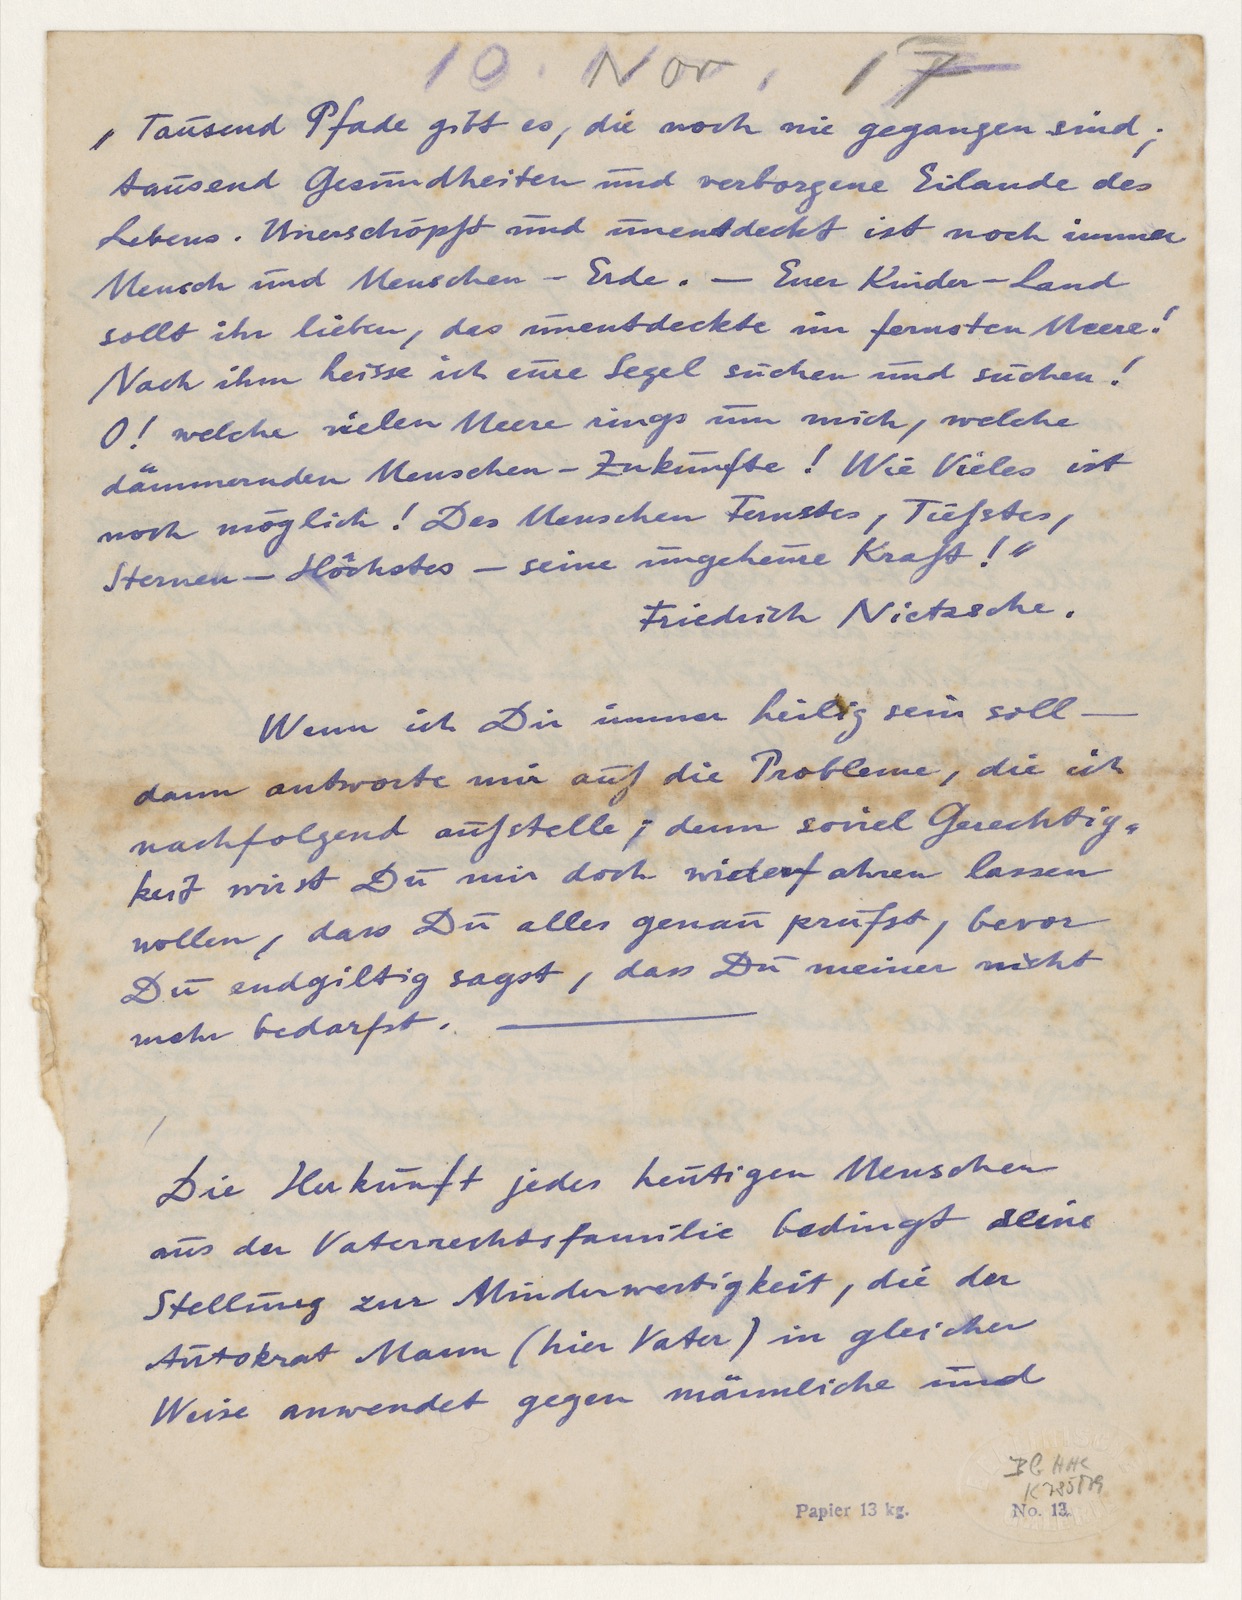 10. Nov. 17
„Tausend Pfade gibt es, die noch nie gegangen sind;
tausend Gesundheiten und verborgene Eilande des
Lebens. Unerschöpft und unentdeckt ist noch immer
Mensch und Menschen - Erde. — Euer Kinder-Land
sollt ihr lieben, das unentdeckte im fernsten Meere!
Nach ihm heisse ich eure Segel suchen und suchen!
O! welche vielen Meere rings um mich, welche
dämmernden Menschen - Zukünfte! Wie Vieles ist
noch möglich! Des Menschen Fernstes, Tiefstes,
Sternen - Höchstes - seine ungeheure Kraft!"
Friedrich Nietzsche.
Wenn ich Dir immer heilig sein soll —
dann antworte mir auf die Probleme, die ich
nachfolgend aufstelle; denn soviel Gerechtig-
keit wirst Du mir doch widerfahren lassen
wollen, dass Du alles genau prüfst, bevor
Du endgiltig sagst, dass Du meiner nicht
mehr bedarfst. —
Die Herkunft jedes heutigen Menschen
aus der Vaterrechtsfamilie bedingt seine
Stellung zur Minderwertigkeit, die der
Autokrat Mann (hier Vater) in gleicher
Weise anwendet gegen männliche und
BG HHC
Papier 13 kg. No. 13.